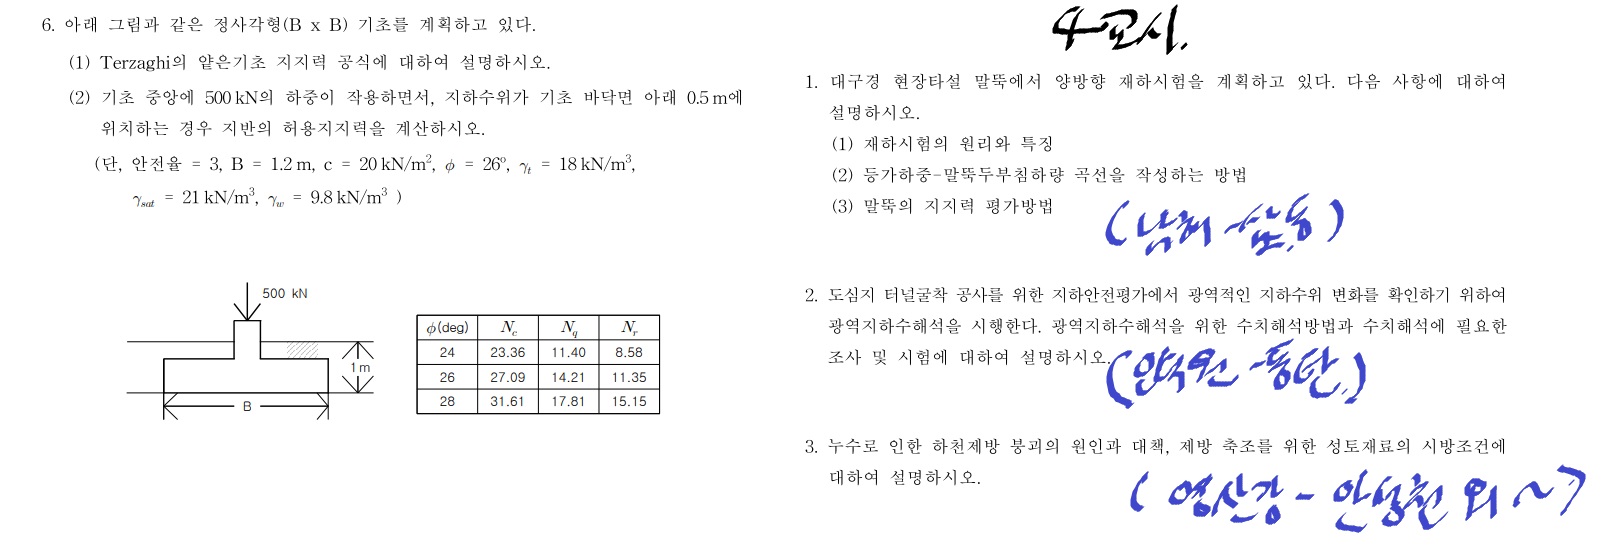 6. 아래 그림과 같은 정사각형(B x B) 기초를 계획하고 있다.
(1) Terzaghi의 얕은기초 지지력 공식에 대하여 설명하시오.
(2) 기초 중앙에 500 kN의 하중이 작용하면서, 지하수위가 기초 바닥면 아래 0.5 m에
위치하는 경우 지반의 허용지지력을 계산하시오.
(단, 안전율 = 3, B = 1.2 m, c = 20 kN/m², ϕ = 26°, γt = 18 kN/m³,
γsat = 21 kN/m³, γw = 9.8 kN/m³ )
500 kN
1 m
B
ϕ(deg) Nc Nq Nr
24 23.36 11.40 8.58
26 27.09 14.21 11.35
28 31.61 17.81 15.15
4교시.
1. 대구경 현장타설 말뚝에서 양방향 재하시험을 계획하고 있다. 다음 사항에 대하여
설명하시오.
(1) 재하시험의 원리와 특징
(2) 등가하중-말뚝두부침하량 곡선을 작성하는 방법
(3) 말뚝의 지지력 평가방법
(남해-삼동)
2. 도심지 터널굴착 공사를 위한 지하안전평가에서 광역적인 지하수위 변화를 확인하기 위하여
광역지하수해석을 시행한다. 광역지하수해석을 위한 수치해석방법과 수치해석에 필요한
조사 및 시험에 대하여 설명하시오.
(인덕원-동탄)
3. 누수로 인한 하천제방 붕괴의 원인과 대책, 제방 축조를 위한 성토재료의 시방조건에
대하여 설명하시오.
(영산강-안성천 외~)